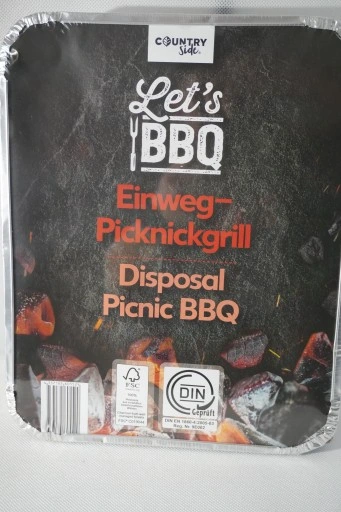 COUNTRY
Side
Let's
BBQ
Einweg-
Picknickgrill
Disposal
Picnic BBQ
FSC
DIN
Geprüft